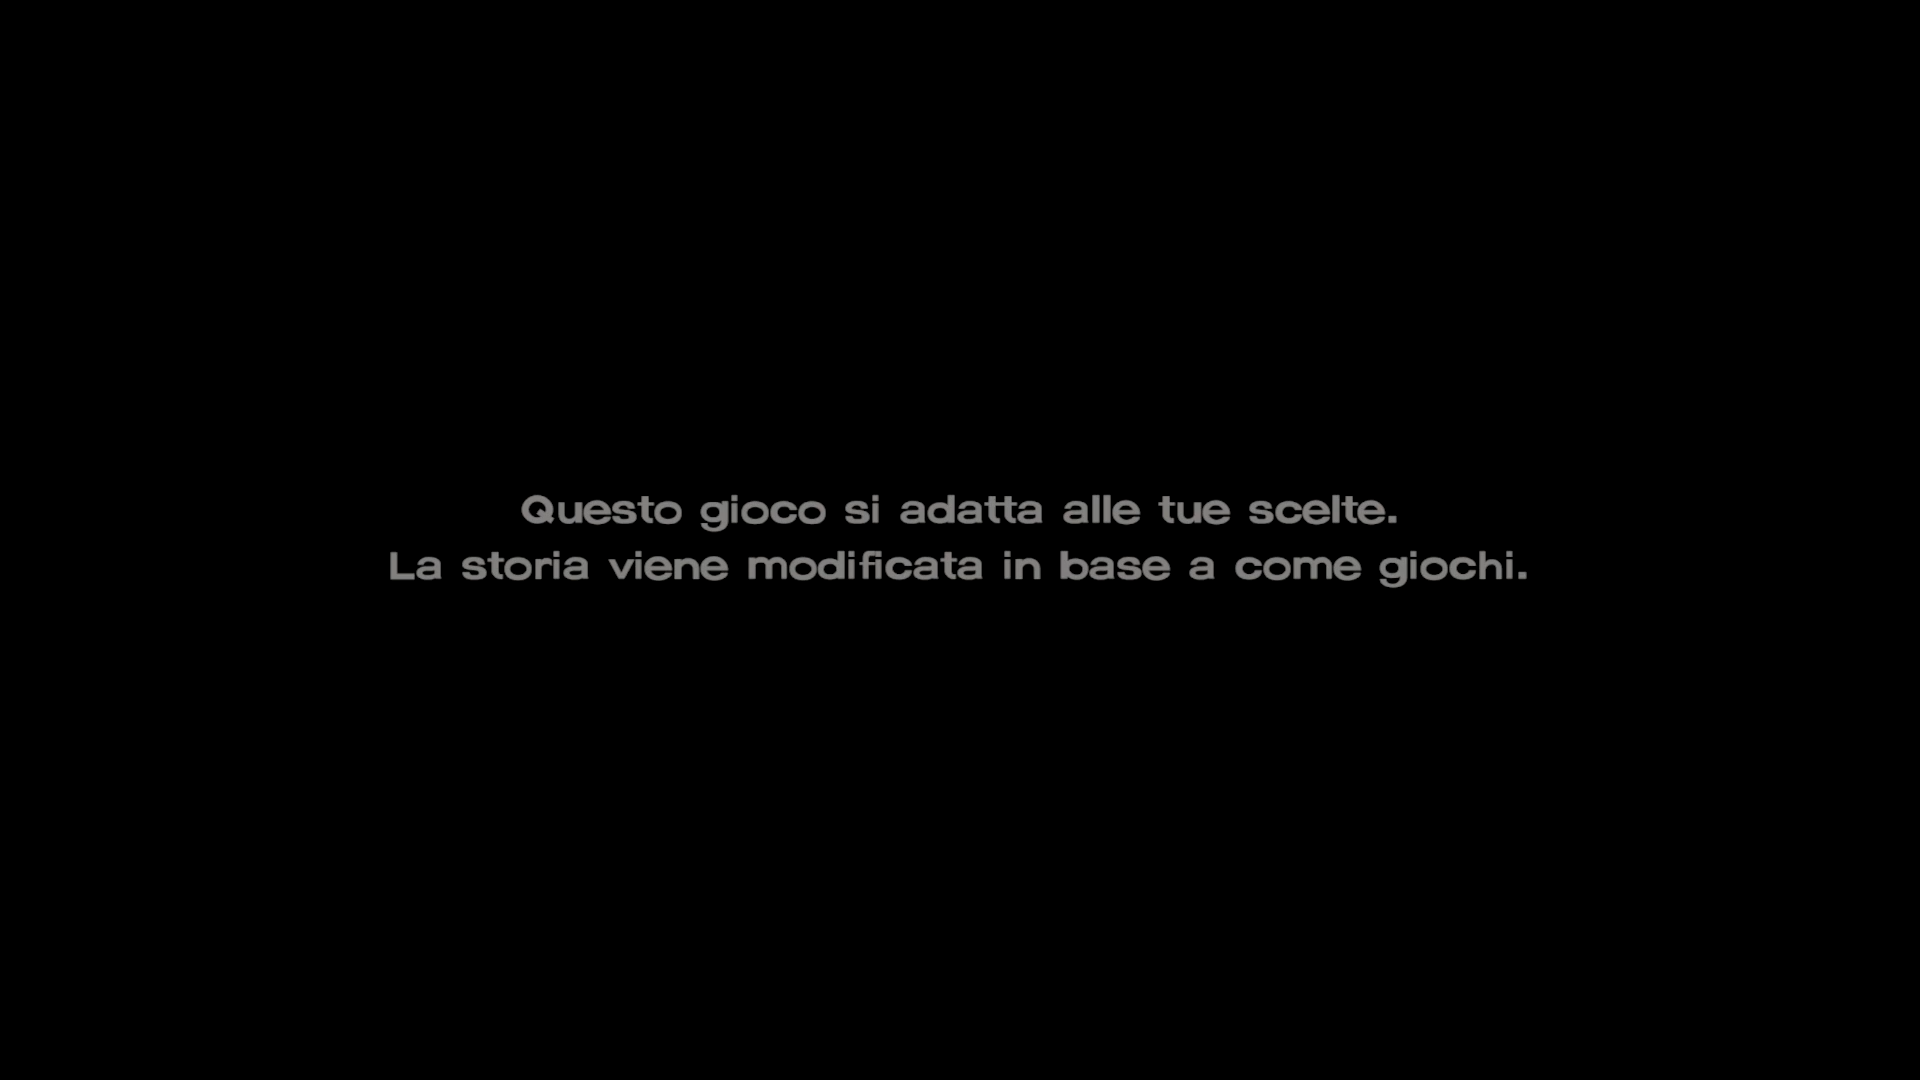 Questo gioco si adatta alle tue scelte.
La storia viene modificata in base a come giochi.